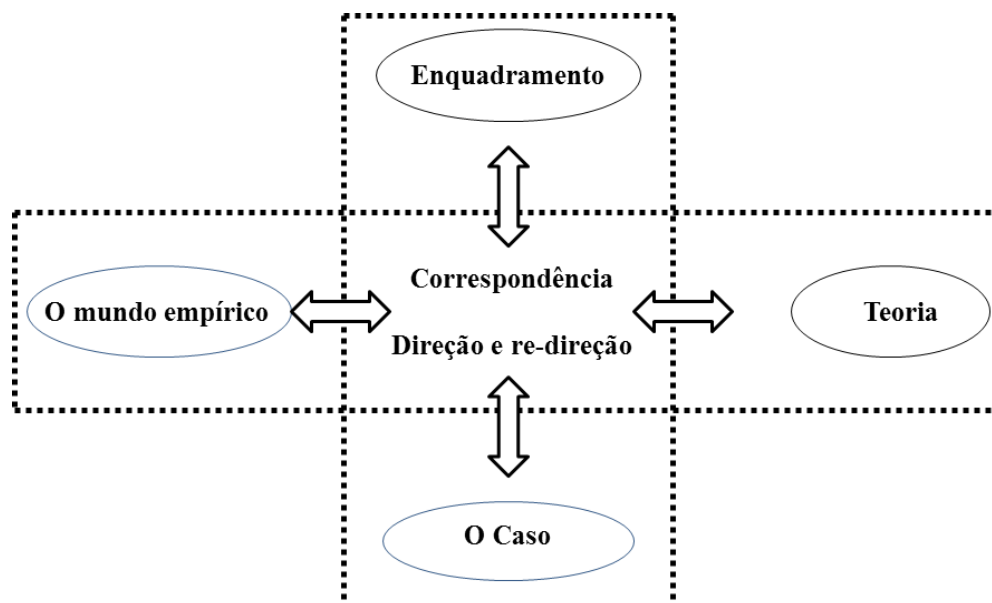 Enquadramento
Correspondência
O mundo empírico
Teoria
Direção e re-direção
O Caso